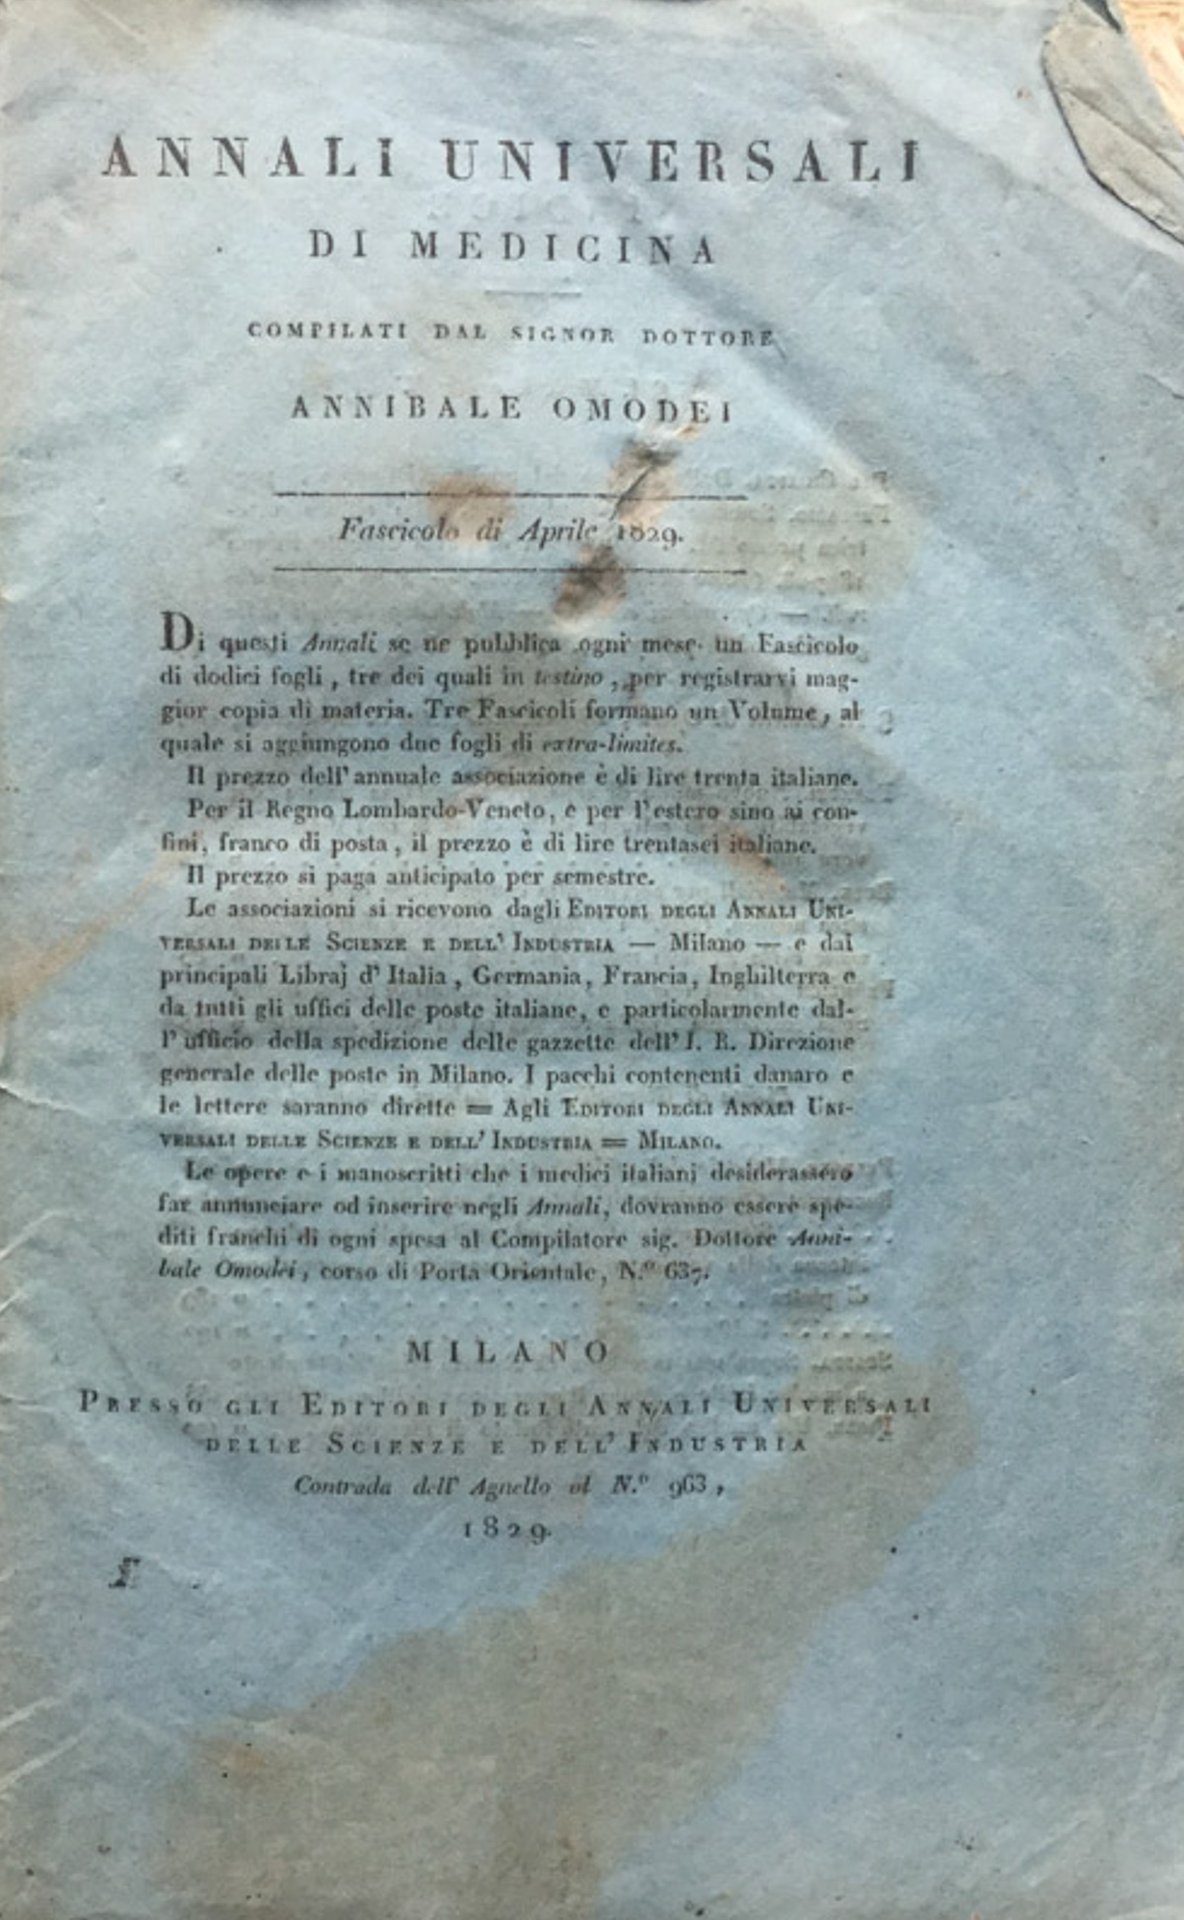 ANNALI UNIVERSALI
DI MEDICINA
COMPILATI DAL SIGNOR DOTTORE
ANNIBALE OMODEI
Fascicolo di Aprile 1829.
Di questi Annali se ne pubblica ogni mese un Fascicolo
di dodici fogli, tre dei quali in testino, per registrarvi mag-
gior copia di materia. Tre Fascicoli formano un Volume, al
quale si aggiungono due fogli di extra-limites.
Il prezzo dell' annuale associazione è di lire trenta italiane.
Per il Regno Lombardo-Veneto, e per l'estero sino ai con-
fini, franco di posta, il prezzo è di lire trentasei italiane.
Il prezzo si paga anticipato per semestre.
Le associazioni si ricevono dagli EDITORI DEGLI ANNALI UNI-
VERSALI DELLE SCIENZE E DELL' INDUSTRIA — Milano — e dai
principali Libraj d' Italia, Germania, Francia, Inghilterra e
da tutti gli uffici delle poste italiane, e particolarmente dal-
l' ufficio della spedizione delle gazzette dell' I. R. Direzione
generale delle poste in Milano. I pacchi contenenti danaro e
le lettere saranno dirette = Agli EDITORI DEGLI ANNALI UNI-
VERSALI DELLE SCIENZE E DELL' INDUSTRIA = MILANO.
Le opere e i manoscritti che i medici italiani desiderassero
far annunciare od inserire negli Annali, dovranno essere spe-
diti franchi di ogni spesa al Compilatore sig. Dottore Anni-
bale Omodei, corso di Porta Orientale, N.º 637.
MILANO
PRESSO GLI EDITORI DEGLI ANNALI UNIVERSALI
DELLE SCIENZE E DELL' INDUSTRIA
Contrada dell' Agnello al N.º 963,
1829.